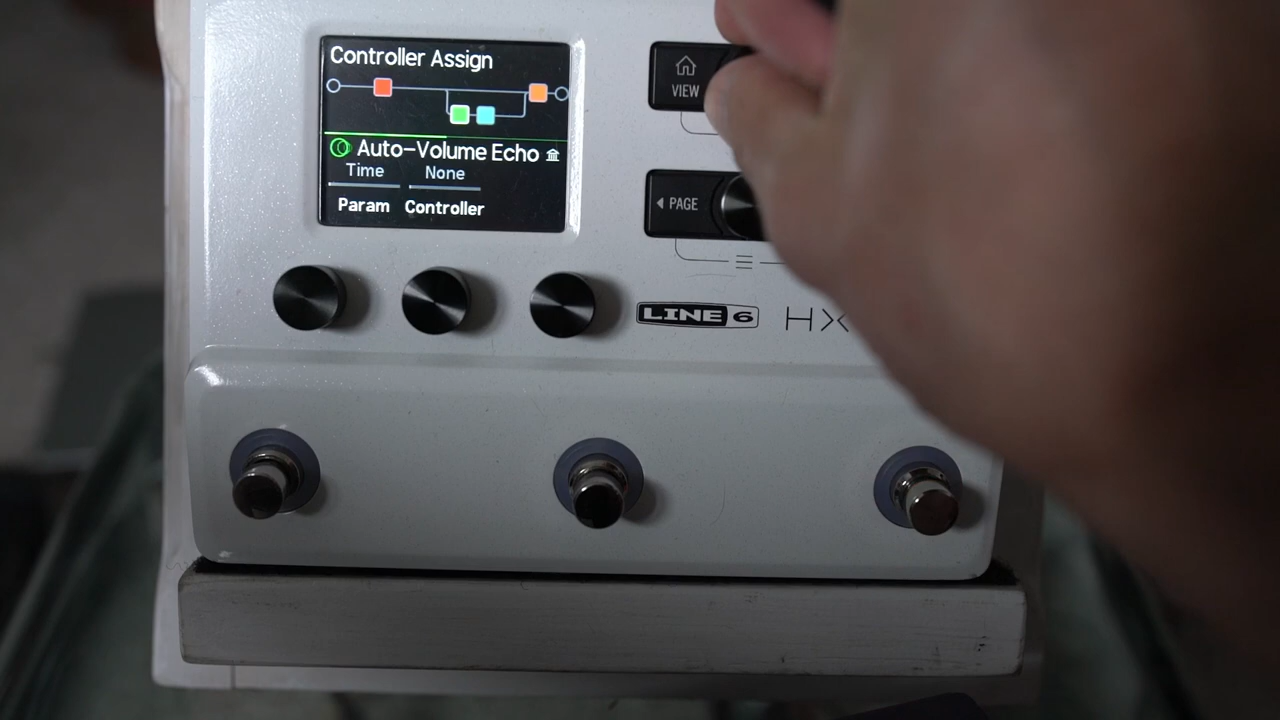 Controller Assign
Auto-Volume Echo
Time None
Param Controller
VIEW
PAGE
LINE 6 HX